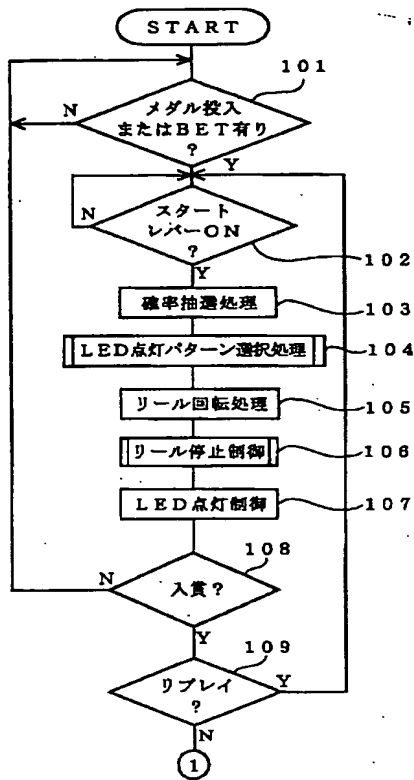 START
101
メダル投入
またはBET有り
?
N
Y
スタート
レバーON
?
N
102
Y
確率抽選処理
103
LED点灯パターン選択処理
104
リール回転処理
105
リール停止制御
106
LED点灯制御
107
108
入賞?
N
Y
109
リプレイ
?
Y
N
1